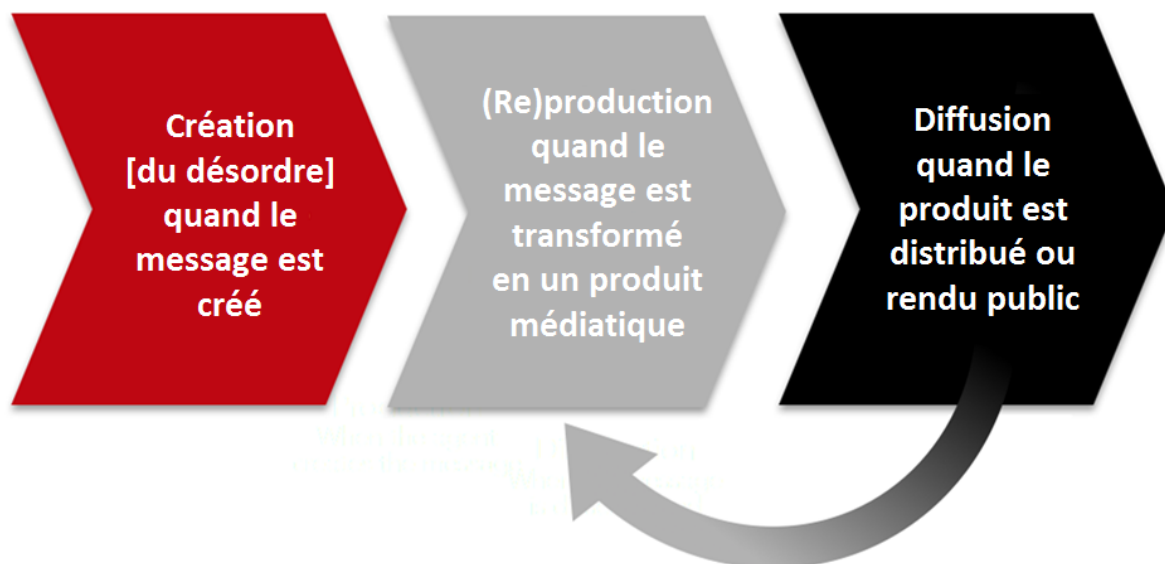 Création
[du désordre]
quand le
message est
créé
(Re)production
quand le
message est
transformé
en un produit
médiatique
Diffusion
quand le
produit est
distribué ou
rendu public